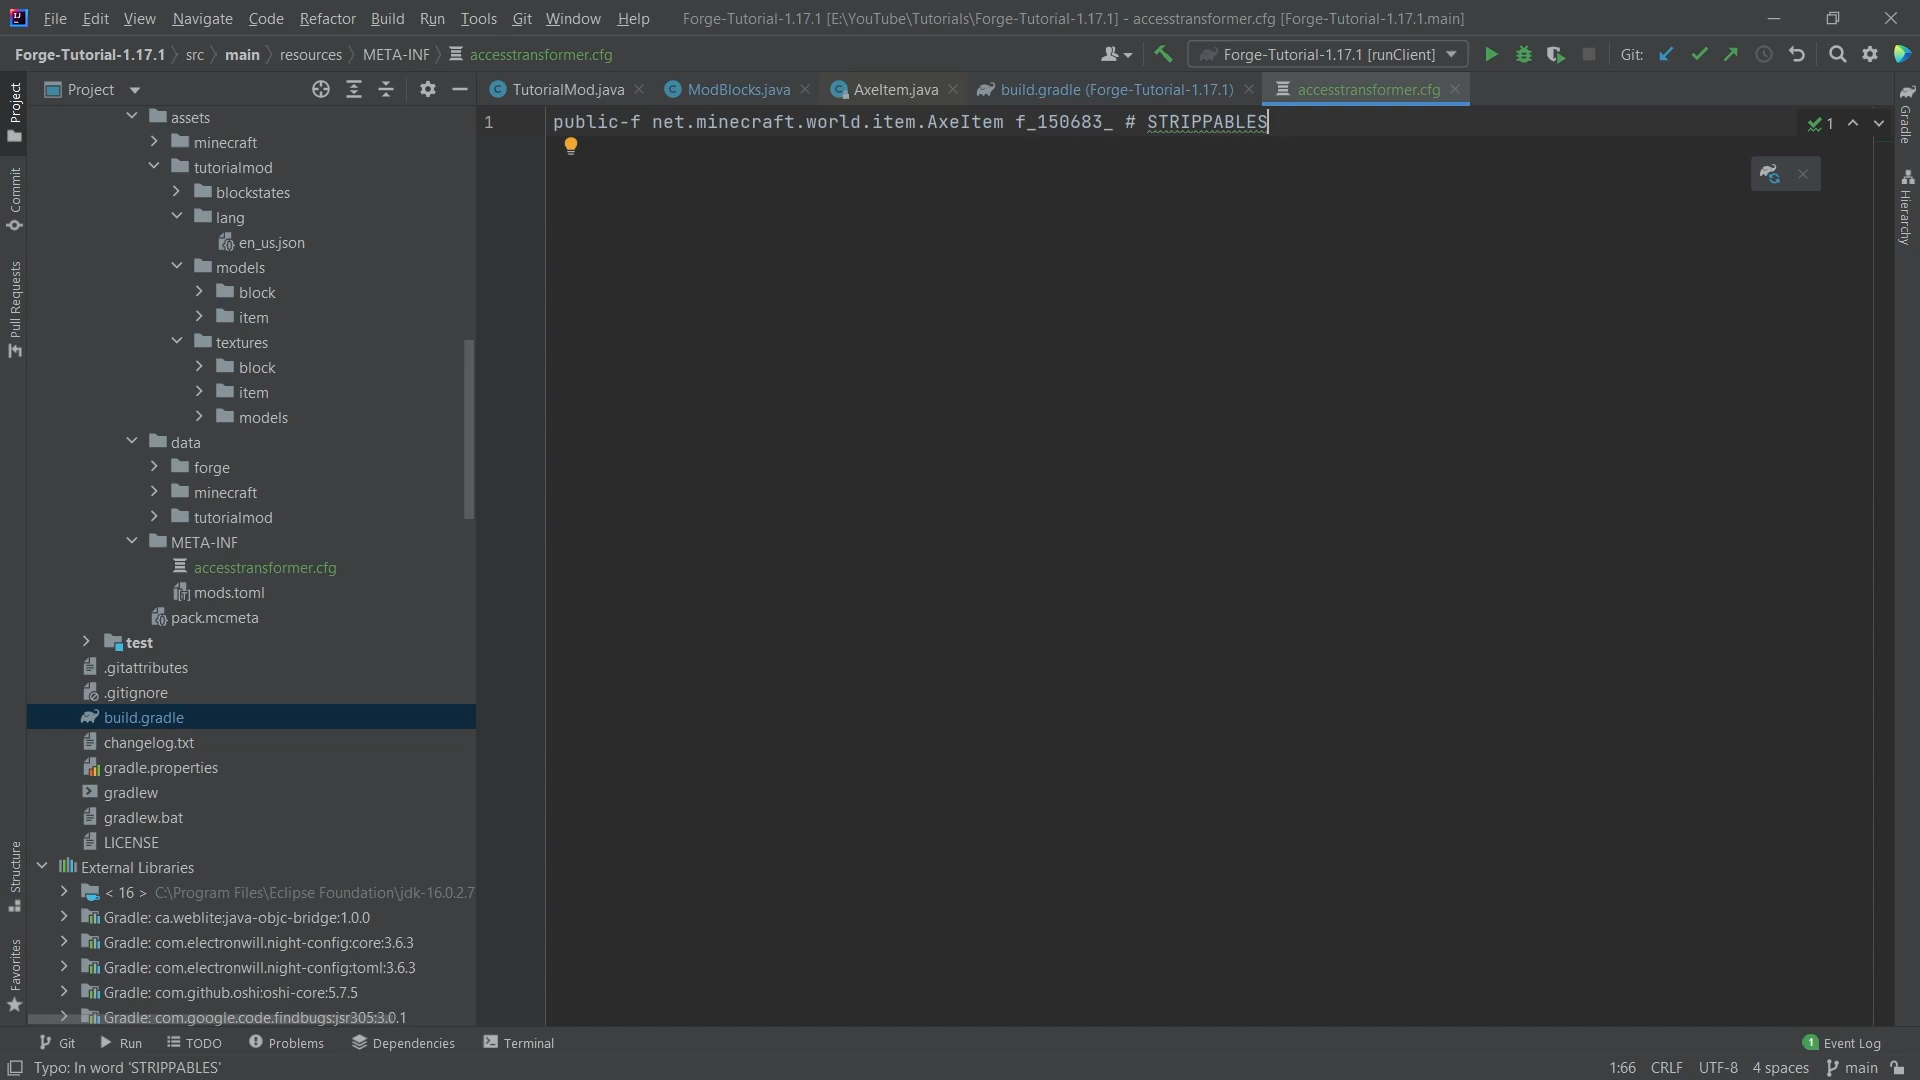 File Edit View Navigate Code Refactor Build Run Tools Git Window Help Forge-Tutorial-1.17.1 [E:\YouTube\Tutorials\Forge-Tutorial-1.17.1] - accesstransformer.cfg [Forge-Tutorial-1.17.1.main]
Forge-Tutorial-1.17.1 src main resources META-INF accesstransformer.cfg Forge-Tutorial-1.17.1 [runClient] Git:
Project TutorialMod.java ModBlocks.java AxeItem.java build.gradle (Forge-Tutorial-1.17.1) accesstransformer.cfg
1 public-f net.minecraft.world.item.AxeItem f_150683_ # STRIPPABLES 1
assets
minecraft
tutorialmod
blockstates
lang
en_us.json
models
block
item
textures
block
item
models
data
forge
minecraft
tutorialmod
META-INF
accesstransformer.cfg
mods.toml
pack.mcmeta
test
.gitattributes
.gitignore
build.gradle
changelog.txt
gradle.properties
gradlew
gradlew.bat
LICENSE
External Libraries
< 16 > C:\Program Files\Eclipse Foundation\jdk-16.0.2.7
Gradle: ca.weblite:java-objc-bridge:1.0.0
Gradle: com.electronwill.night-config:core:3.6.3
Gradle: com.electronwill.night-config:toml:3.6.3
Gradle: com.github.oshi:oshi-core:5.7.5
Gradle: com.google.code.findbugs:jsr305:3.0.1
Project
Commit
Pull Requests
Structure
Favorites
Gradle
Hierarchy
Git Run TODO Problems Dependencies Terminal 1 Event Log
Typo: In word 'STRIPPABLES' 1:66 CRLF UTF-8 4 spaces main